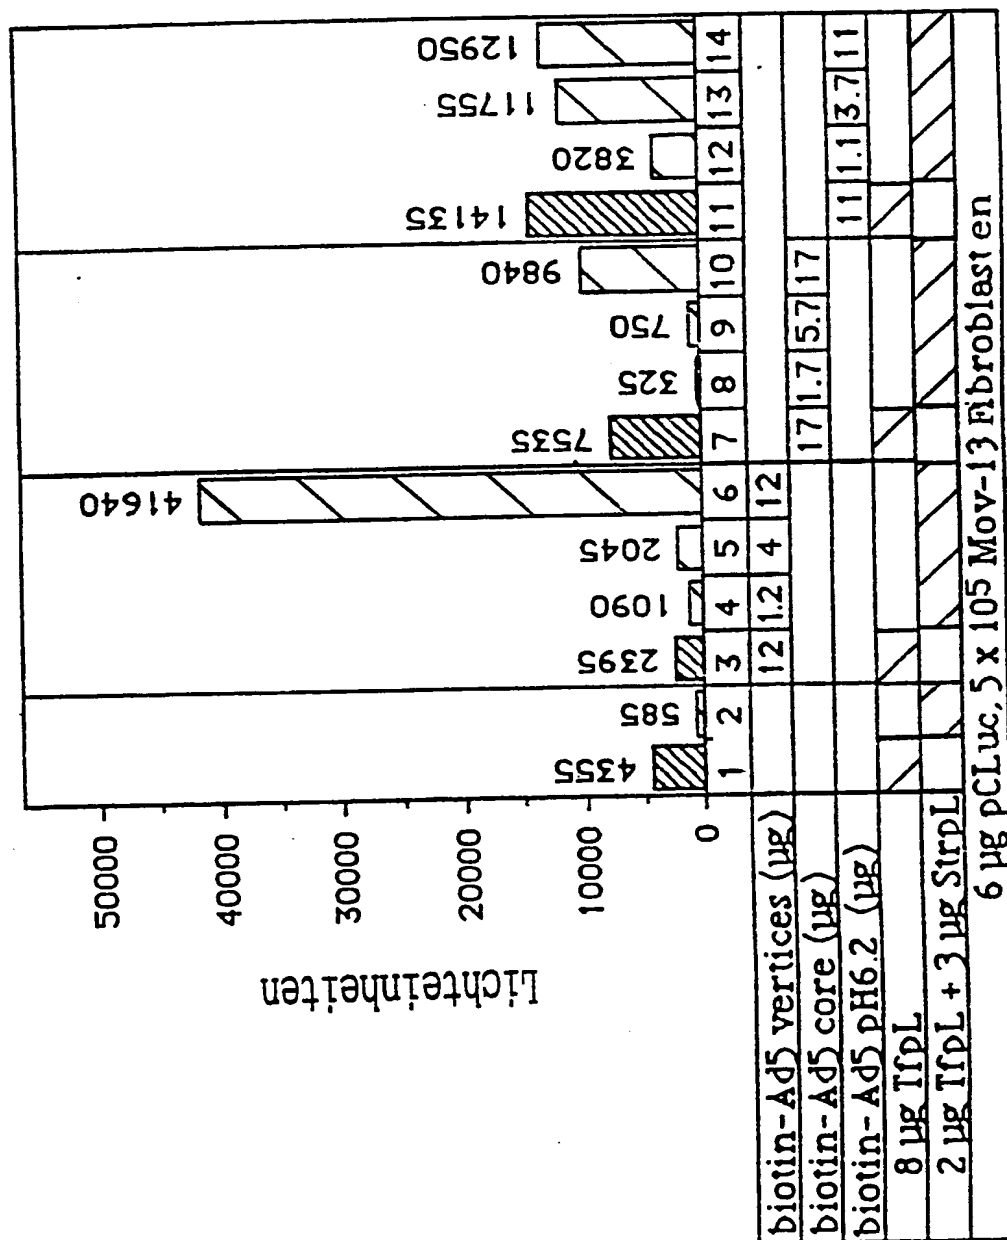 Lichteinheiten
50000
40000
30000
20000
10000
0
4355
585
2395
1090
2045
41640
7535
325
750
9840
14135
3820
11755
12950
1 2 3 4 5 6 7 8 9 10 11 12 13 14
biotin-Ad5 vertices (µg) 12 1.2 4 12
biotin-Ad5 core (µg) 17 1.7 5.7 17
biotin-Ad5 pH6.2 (µg) 11 1.1 3.7 11
8 µg TfpL
2 µg TfpL + 3 µg StrpL
6 µg pCLuc, 5 x 105 Mov-13 Fibroblasten